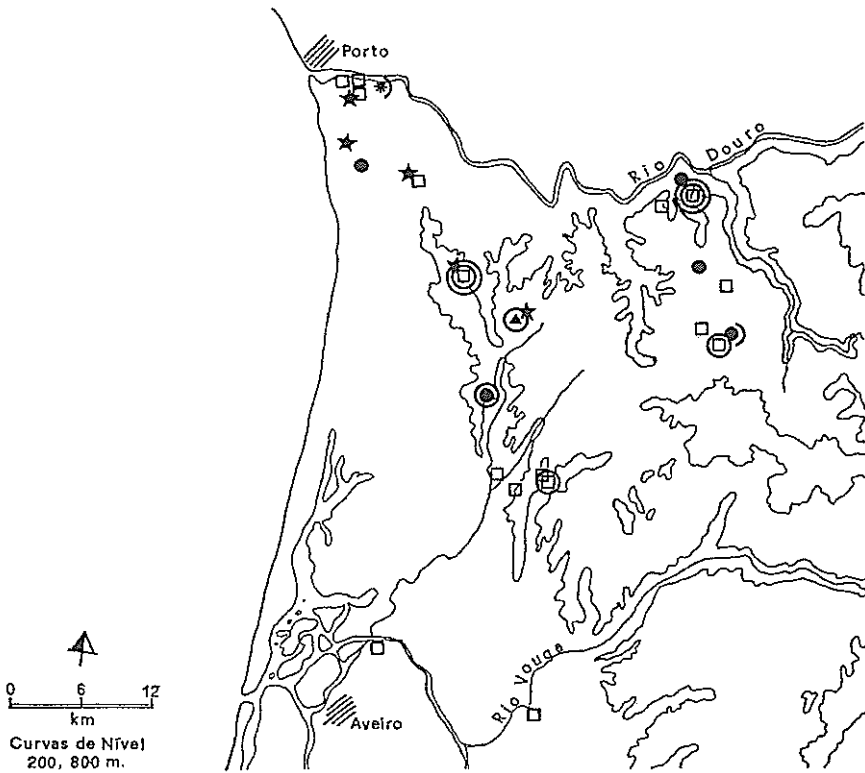 Porto
Rio Douro
Rio Vouga
Aveiro
0 6 12
km
Curvas de Nível
200, 800 m.